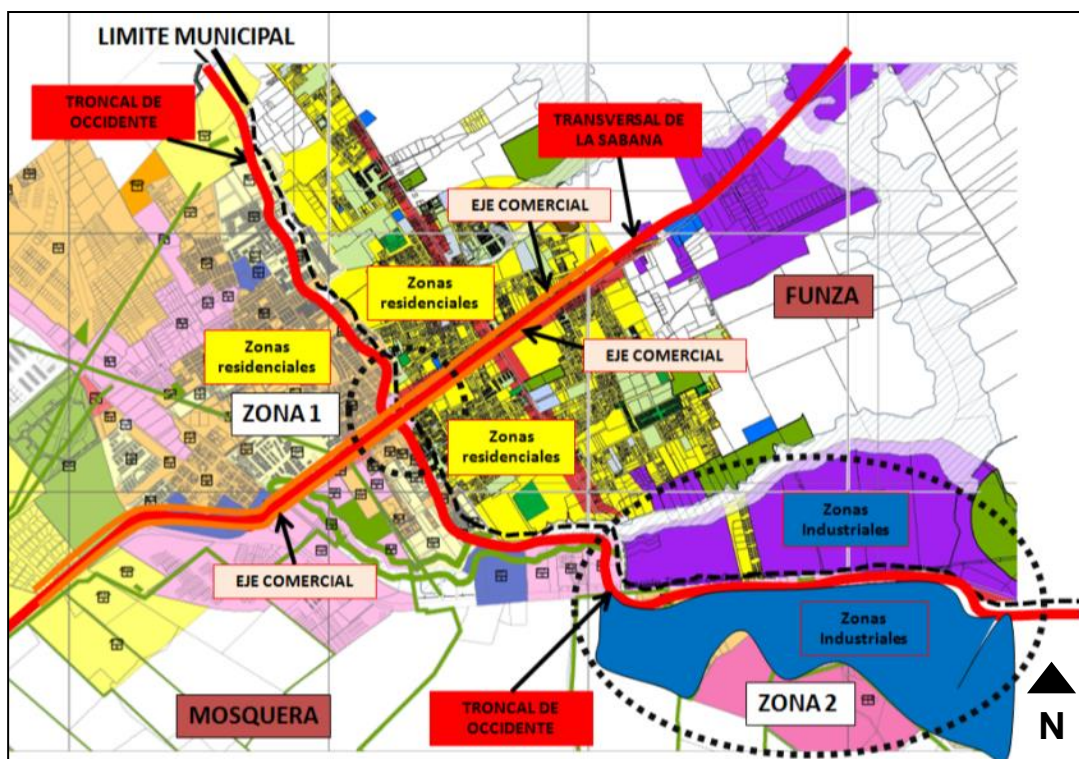 LIMITE MUNICIPAL
TRONCAL DE
OCCIDENTE
TRANSVERSAL DE
LA SABANA
EJE COMERCIAL
Zonas
residenciales
FUNZA
Zonas
residenciales
EJE COMERCIAL
ZONA 1
Zonas
residenciales
Zonas
Industriales
EJE COMERCIAL
Zonas
Industriales
TRONCAL DE
OCCIDENTE
ZONA 2
MOSQUERA
N